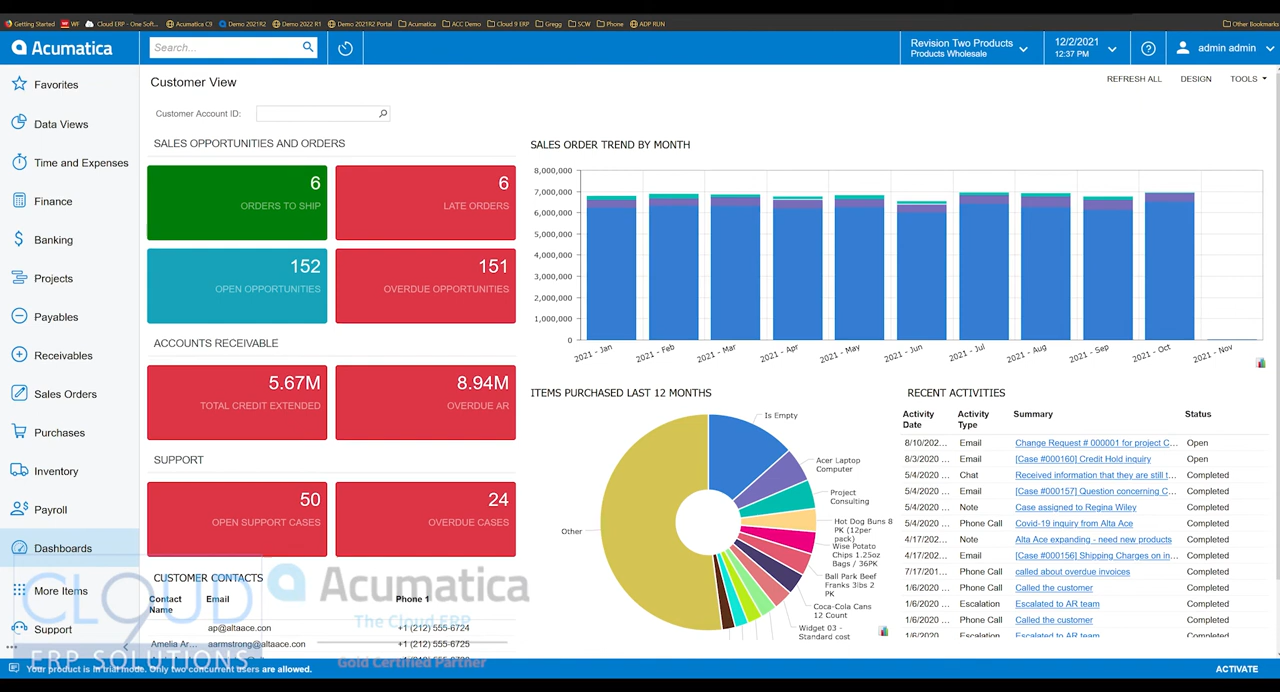 Getting Started WF Cloud ERP - One Soft... Acumatica C9 Demo 2021R2 Demo 2022 R1 Demo 2021R2 Portal Acumatica ACC Demo Cloud 9 ERP Gregg SCW Phone ADP RUN Other Bookmarks
Acumatica
Search...
Revision Two Products
Products Wholesale
12/2/2021
12:37 PM
admin admin
Favorites
Data Views
Time and Expenses
Finance
Banking
Projects
Payables
Receivables
Sales Orders
Purchases
Inventory
Payroll
Dashboards
More Items
Support
Customer View
REFRESH ALL DESIGN TOOLS
Customer Account ID:
SALES OPPORTUNITIES AND ORDERS
6
ORDERS TO SHIP
6
LATE ORDERS
152
OPEN OPPORTUNITIES
151
OVERDUE OPPORTUNITIES
ACCOUNTS RECEIVABLE
5.67M
TOTAL CREDIT EXTENDED
8.94M
OVERDUE AR
SUPPORT
50
OPEN SUPPORT CASES
24
OVERDUE CASES
CUSTOMER CONTACTS
Contact Name Email Phone 1
ap@altaace.con +1 (212) 555-6724
Amelia Ar... aarmstrong@altaace.con +1 (212) 555-6725
SALES ORDER TREND BY MONTH
8,000,000
7,000,000
6,000,000
5,000,000
4,000,000
3,000,000
2,000,000
1,000,000
0
2021 - Jan 2021 - Feb 2021 - Mar 2021 - Apr 2021 - May 2021 - Jun 2021 - Jul 2021 - Aug 2021 - Sep 2021 - Oct 2021 - Nov
ITEMS PURCHASED LAST 12 MONTHS
Is Empty
Acer Laptop
Computer
Project
Consulting
Hot Dog Buns 8
PK (12per
pack)
Wise Potato
Chips 1.25oz
Bags / 36PK
Ball Park Beef
Franks 3lbs 2
PK
Coca-Cola Cans
12 Count
Widget 03 -
Standard cost
Other
RECENT ACTIVITIES
Activity Date Activity Type Summary Status
8/10/202... Email Change Request # 000001 for project C... Open
8/3/2020 ... Email [Case #000160] Credit Hold inquiry Open
5/4/2020 ... Chat Received information that they are still t... Completed
5/4/2020 ... Email [Case #000157] Question concerning C... Completed
5/4/2020 ... Note Case assigned to Regina Wiley Completed
5/4/2020 ... Phone Call Covid-19 inquiry from Alta Ace Completed
4/17/202... Note Alta Ace expanding - need new products Completed
4/17/202... Email [Case #000156] Shipping Charges on in... Completed
7/17/201... Phone Call called about overdue invoices Completed
1/6/2020 ... Phone Call Called the customer Completed
1/6/2020 ... Escalation Escalated to AR team Completed
1/6/2020 ... Phone Call Called the customer Completed
1/6/2020 ... Escalation Escalated to AR team Completed
CLOUD
9
ERP SOLUTIONS
Acumatica
The Cloud ERP
Gold Certified Partner
Your product is in trial mode. Only two concurrent users are allowed.
ACTIVATE